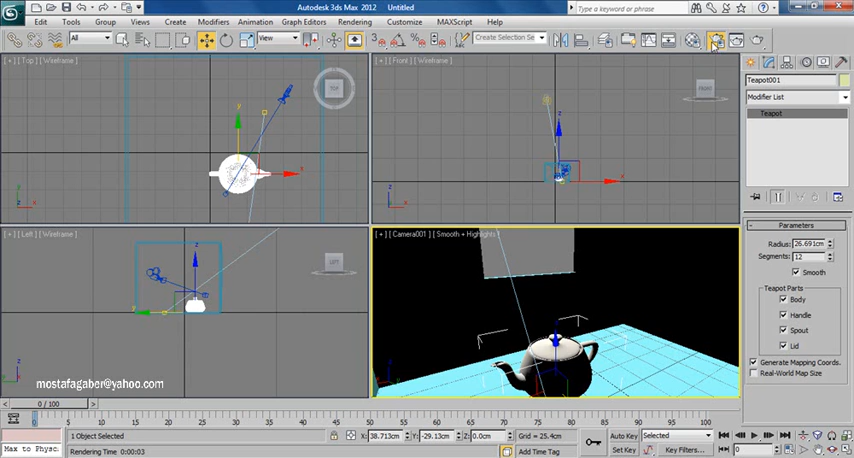 Autodesk 3ds Max 2012 Untitled
Type a keyword or phrase
Edit Tools Group Views Create Modifiers Animation Graph Editors Rendering Customize MAXScript Help
All View Create Selection Se
[ + ] [ Top ] [ Wireframe ]
TOP
[ + ] [ Front ] [ Wireframe ]
FRONT
[ + ] [ Left ] [ Wireframe ]
LEFT
[ + ] [ Camera001 ] [ Smooth + Highlights ]
mostafagaber@yahoo.com
Teapot001
Modifier List
Teapot
Parameters
Radius: 26.691cm
Segments: 12
Smooth
Teapot Parts
Body
Handle
Spout
Lid
Generate Mapping Coords.
Real-World Map Size
0 / 100
0 5 10 15 20 25 30 35 40 45 50 55 60 65 70 75 80 85 90 95 100
1 Object Selected X: 38.713cm Y: -29.13cm Z: 0.0cm Grid = 25.4cm Auto Key Selected
Max to Physc. Rendering Time 0:00:03 Add Time Tag Set Key Key Filters... 0